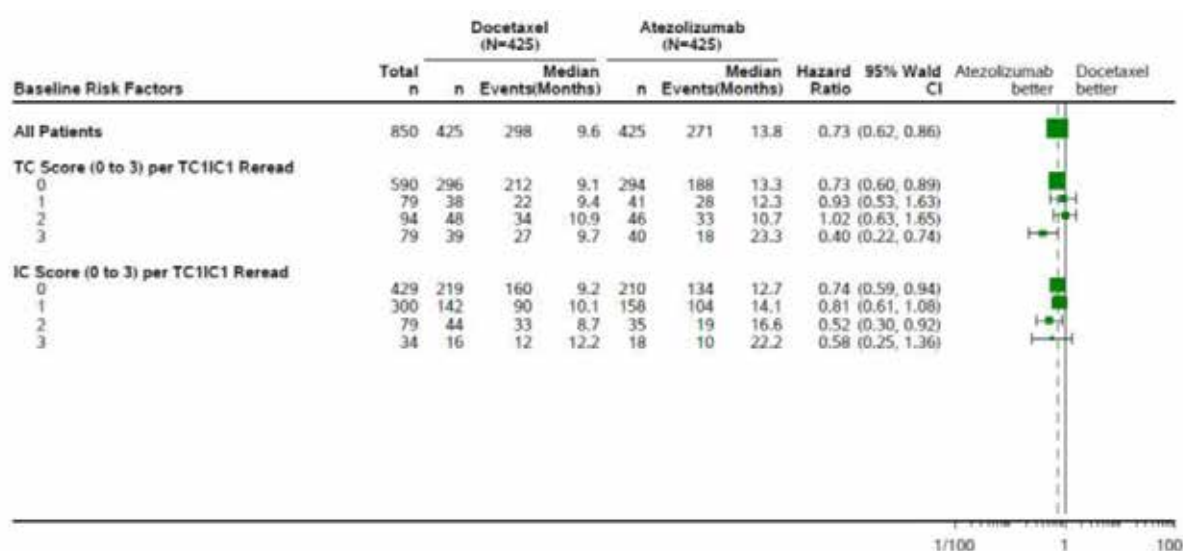 Docetaxel (N=425) Atezolizumab (N=425)
Baseline Risk Factors Total n n Events Median (Months) n Events Median (Months) Hazard Ratio 95% Wald CI Atezolizumab better Docetaxel better
All Patients 850 425 298 9.6 425 271 13.8 0.73 (0.62, 0.86)
TC Score (0 to 3) per TC1IC1 Reread
0 590 296 212 9.1 294 188 13.3 0.73 (0.60, 0.89)
1 79 38 22 9.4 41 28 12.3 0.93 (0.53, 1.63)
2 94 48 34 10.9 46 33 10.7 1.02 (0.63, 1.65)
3 79 39 27 9.7 40 18 23.3 0.40 (0.22, 0.74)
IC Score (0 to 3) per TC1IC1 Reread
0 429 219 160 9.2 210 134 12.7 0.74 (0.59, 0.94)
1 300 142 90 10.1 158 104 14.1 0.81 (0.61, 1.08)
2 79 44 33 8.7 35 19 16.6 0.52 (0.30, 0.92)
3 34 16 12 12.2 18 10 22.2 0.58 (0.25, 1.36)
1/100 1 100